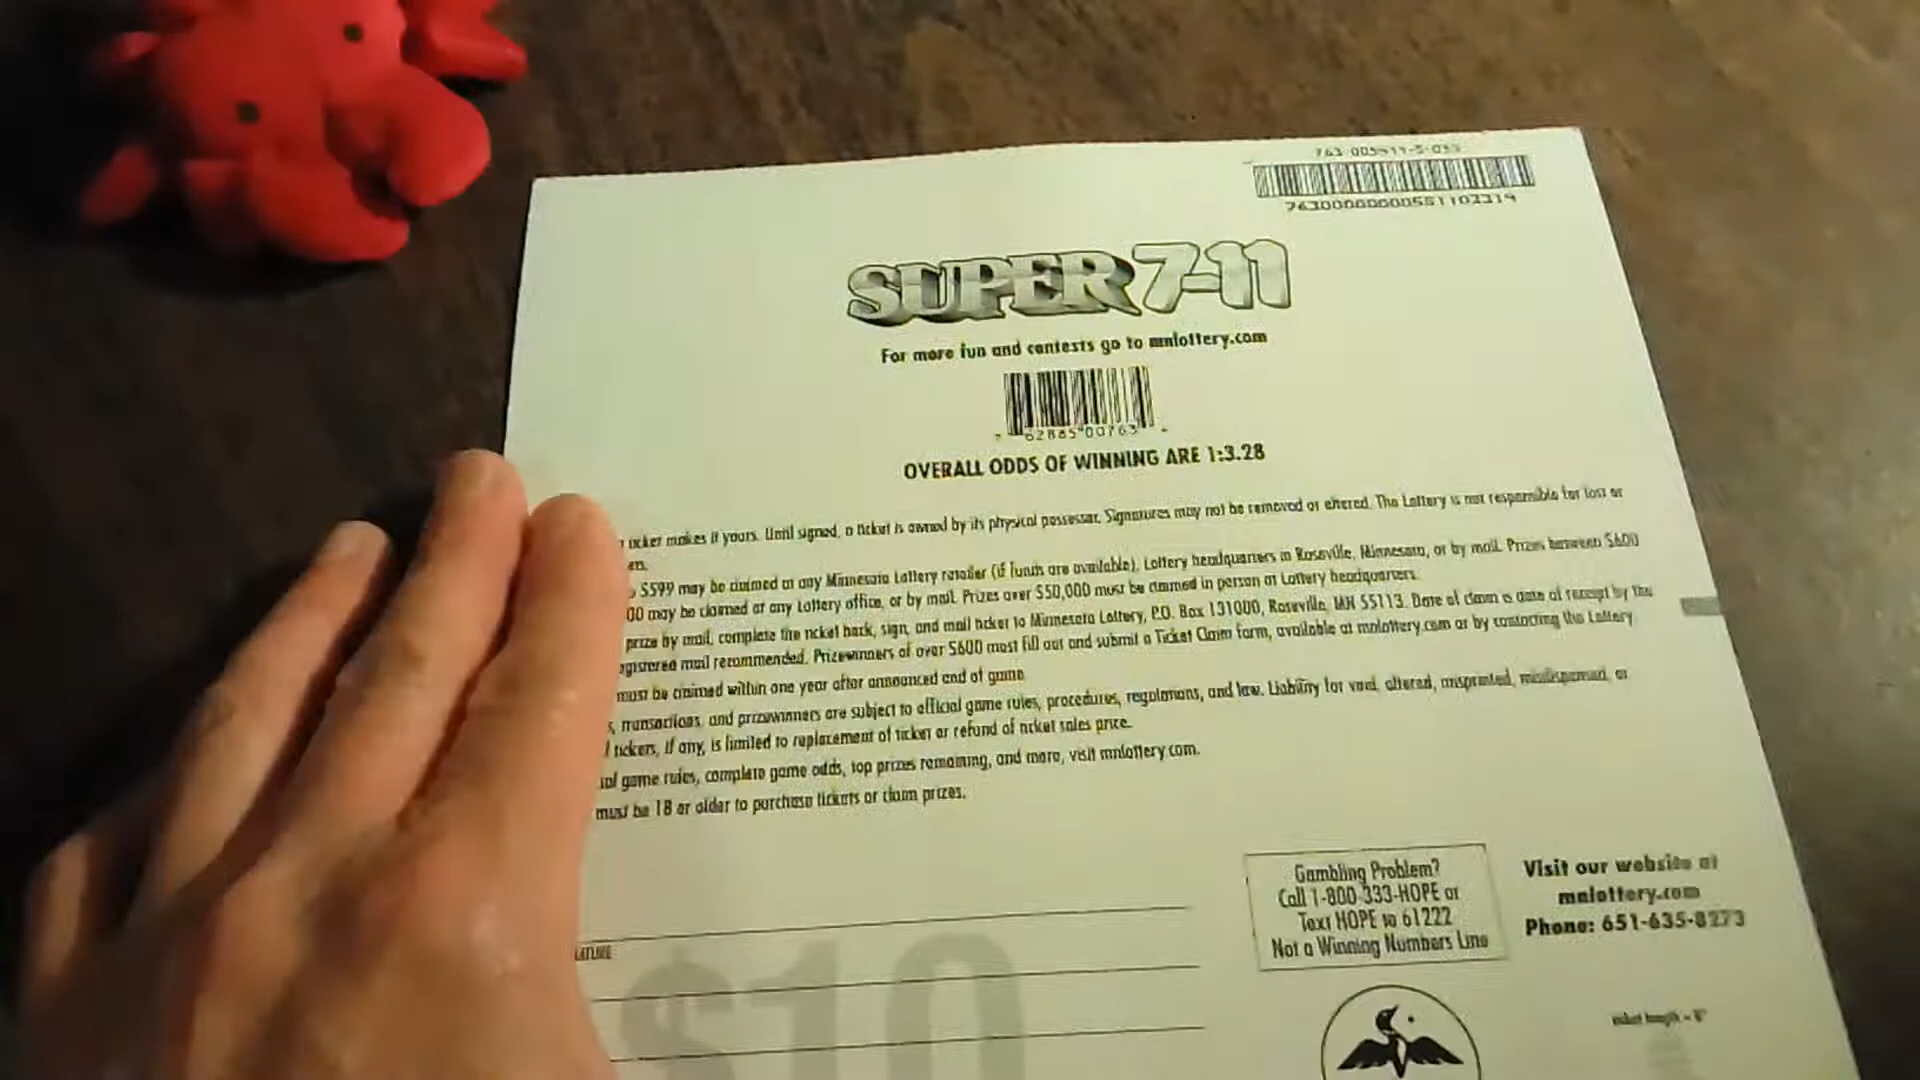 SUPER 7-11
For more fun and contests go to mnlottery.com
62885 00763
OVERALL ODDS OF WINNING ARE 1:3.28
makes it yours. Until signed, a ticket is owned by its physical possessor. Signatures may not be removed or altered. The Lottery is not responsible for lost or
$599 may be claimed at any Minnesota Lottery retailer (if funds are available), Lottery headquarters in Roseville, Minnesota, or by mail. Prizes between $600
00 may be claimed at any Lottery office, or by mail. Prizes over $50,000 must be claimed in person at Lottery headquarters.
prize by mail, complete the ticket back, sign, and mail ticket to Minnesota Lottery, P.O. Box 131000, Roseville, MN 55113. Date of claim is date of receipt by the
mail recommended. Prizewinners of over $600 must fill out and submit a Ticket Claim form, available at mnlottery.com or by contacting the Lottery
must be claimed within one year after announced end of game
s, transactions, and prizewinners are subject to official game rules, procedures, regulations, and law. Liability for void, altered, misprinted, misdispensed, or
tickets, if any, is limited to replacement of ticket or refund of ticket sales price.
game rules, complete game odds, top prizes remaining, and more, visit mnlottery.com.
must be 18 or older to purchase tickets or claim prizes.
Gambling Problem?
Call 1-800-333-HOPE or
Text HOPE to 61222
Not a Winning Numbers Line
Visit our website at
mnlottery.com
Phone: 651-635-8273
ATURE
$10
ticket length = 8"